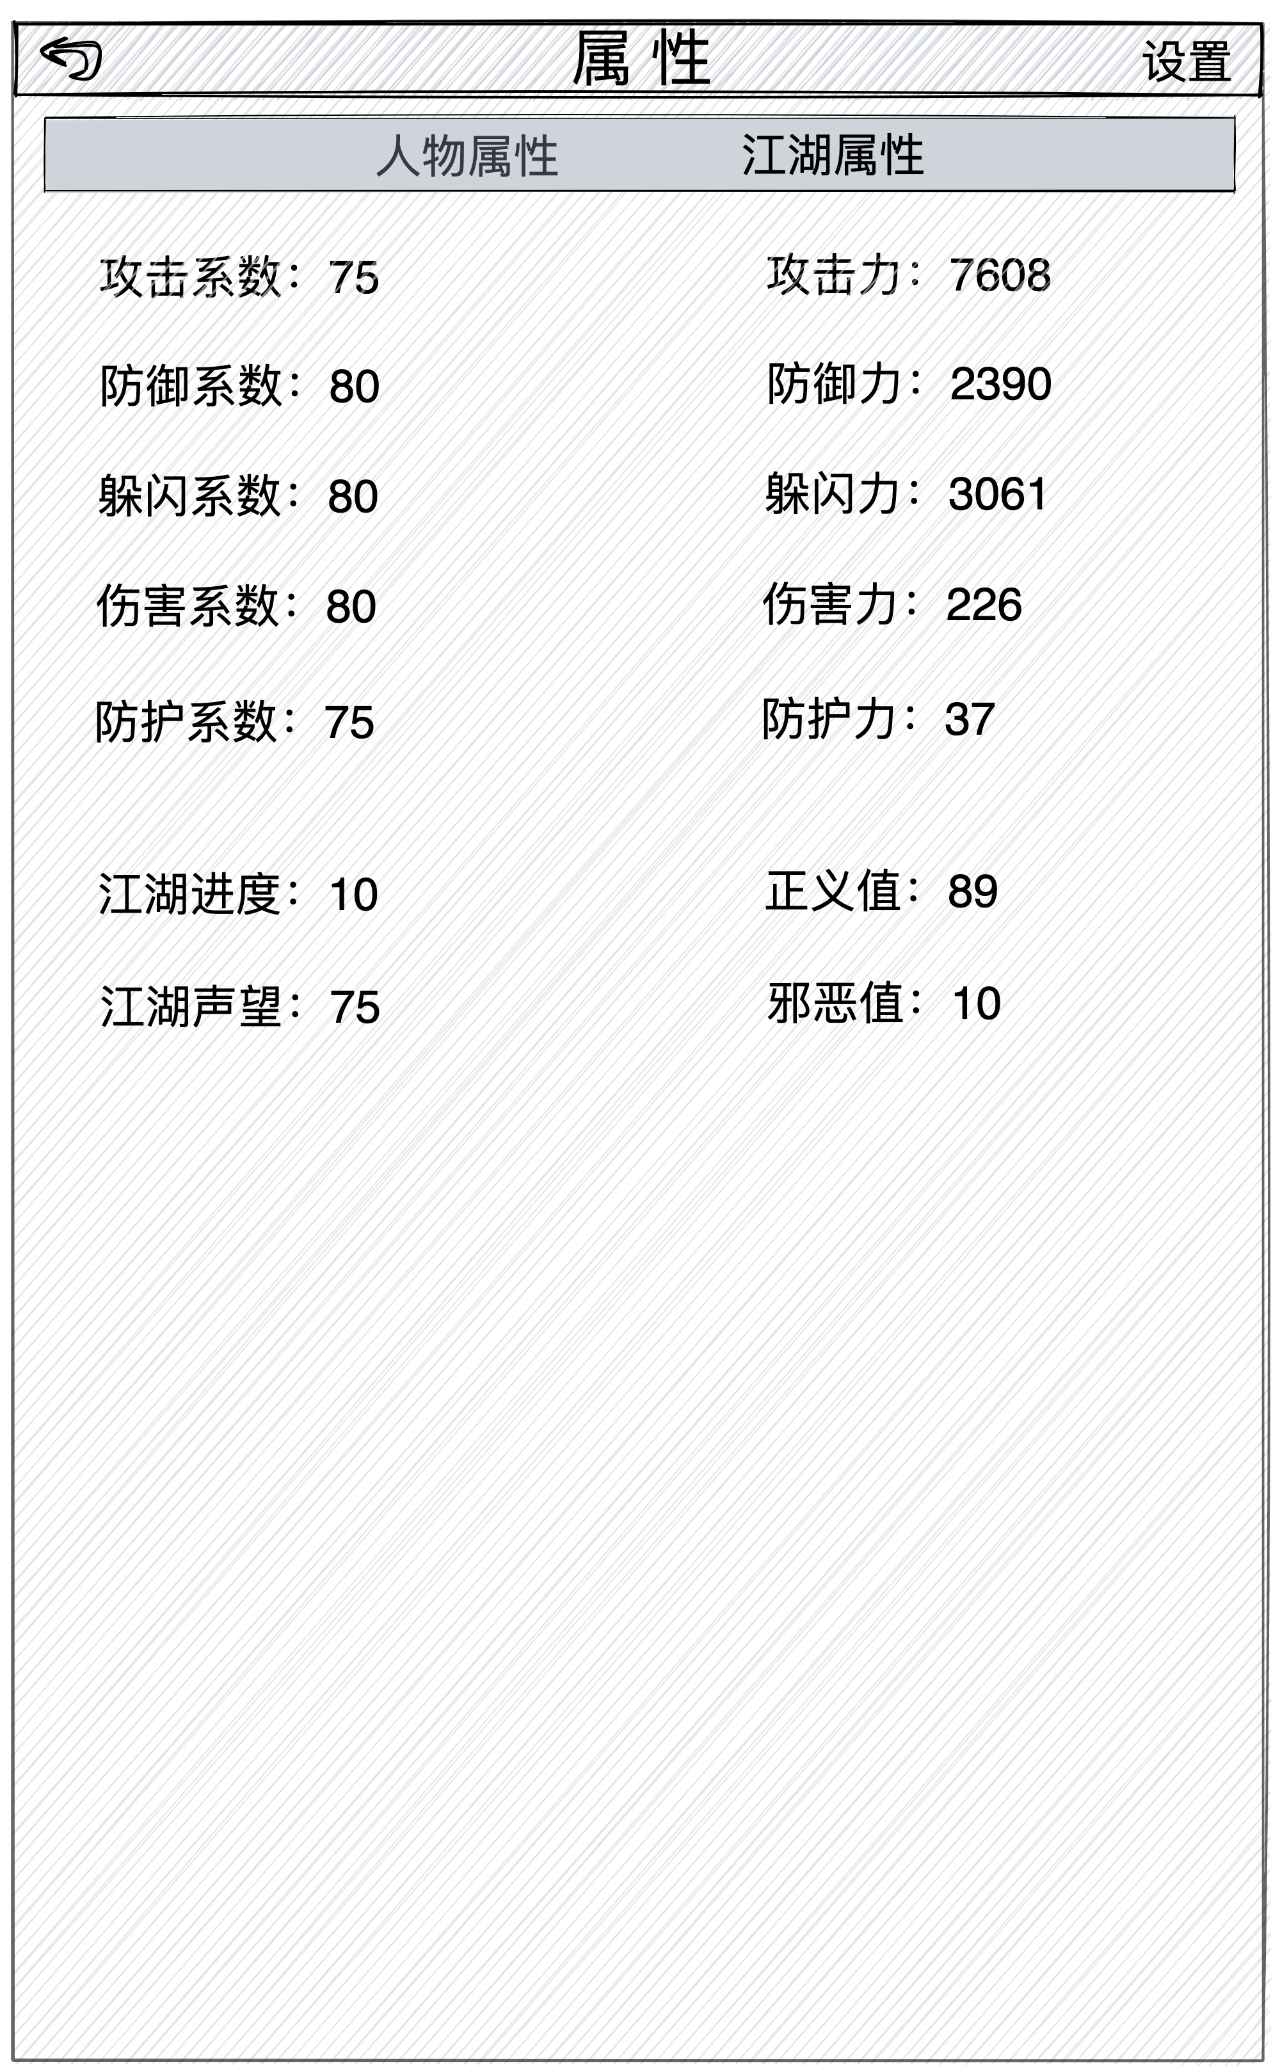 属 性 设置
人物属性 江湖属性
攻击系数：75 攻击力：7608
防御系数：80 防御力：2390
躲闪系数：80 躲闪力：3061
伤害系数：80 伤害力：226
防护系数：75 防护力：37
江湖进度：10 正义值：89
江湖声望：75 邪恶值：10